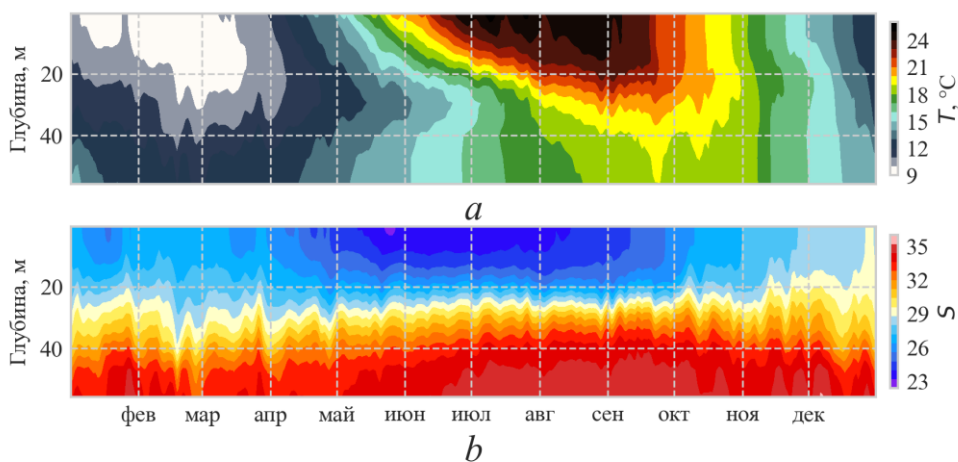 Глубина, м
20
40
24
21
18
15
12
9
T, °C
a
Глубина, м
20
40
35
32
29
26
23
S
фев мар апр май июн июл авг сен окт ноя дек
b